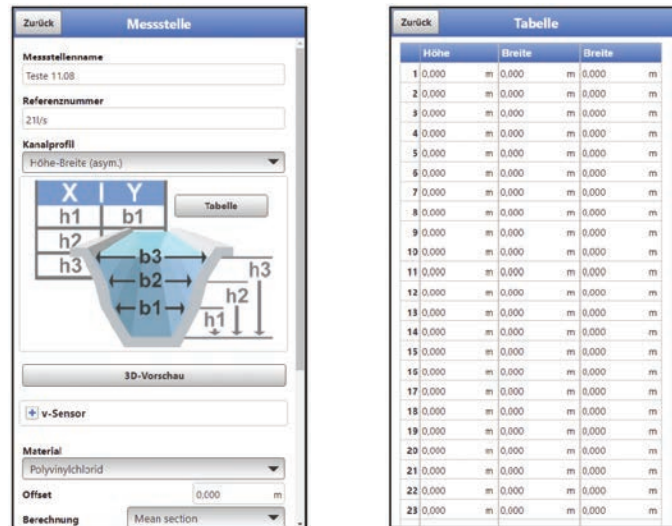 Zurück Messstelle
Messstellenname
Teste 11.08
Referenznummer
21l/s
Kanalprofil
Höhe-Breite (asym.)
X Y
h1 b1
h2
h3
Tabelle
b3
b2
b1
h3
h2
h1
3D-Vorschau
+ v-Sensor
Material
Polyvinylchlorid
Offset 0,000 m
Berechnung Mean section
Zurück Tabelle
Höhe Breite Breite
1 0,000 m 0,000 m 0,000 m
2 0,000 m 0,000 m 0,000 m
3 0,000 m 0,000 m 0,000 m
4 0,000 m 0,000 m 0,000 m
5 0,000 m 0,000 m 0,000 m
6 0,000 m 0,000 m 0,000 m
7 0,000 m 0,000 m 0,000 m
8 0,000 m 0,000 m 0,000 m
9 0,000 m 0,000 m 0,000 m
10 0,000 m 0,000 m 0,000 m
11 0,000 m 0,000 m 0,000 m
12 0,000 m 0,000 m 0,000 m
13 0,000 m 0,000 m 0,000 m
14 0,000 m 0,000 m 0,000 m
15 0,000 m 0,000 m 0,000 m
16 0,000 m 0,000 m 0,000 m
17 0,000 m 0,000 m 0,000 m
18 0,000 m 0,000 m 0,000 m
19 0,000 m 0,000 m 0,000 m
20 0,000 m 0,000 m 0,000 m
21 0,000 m 0,000 m 0,000 m
22 0,000 m 0,000 m 0,000 m
23 0,000 m 0,000 m 0,000 m